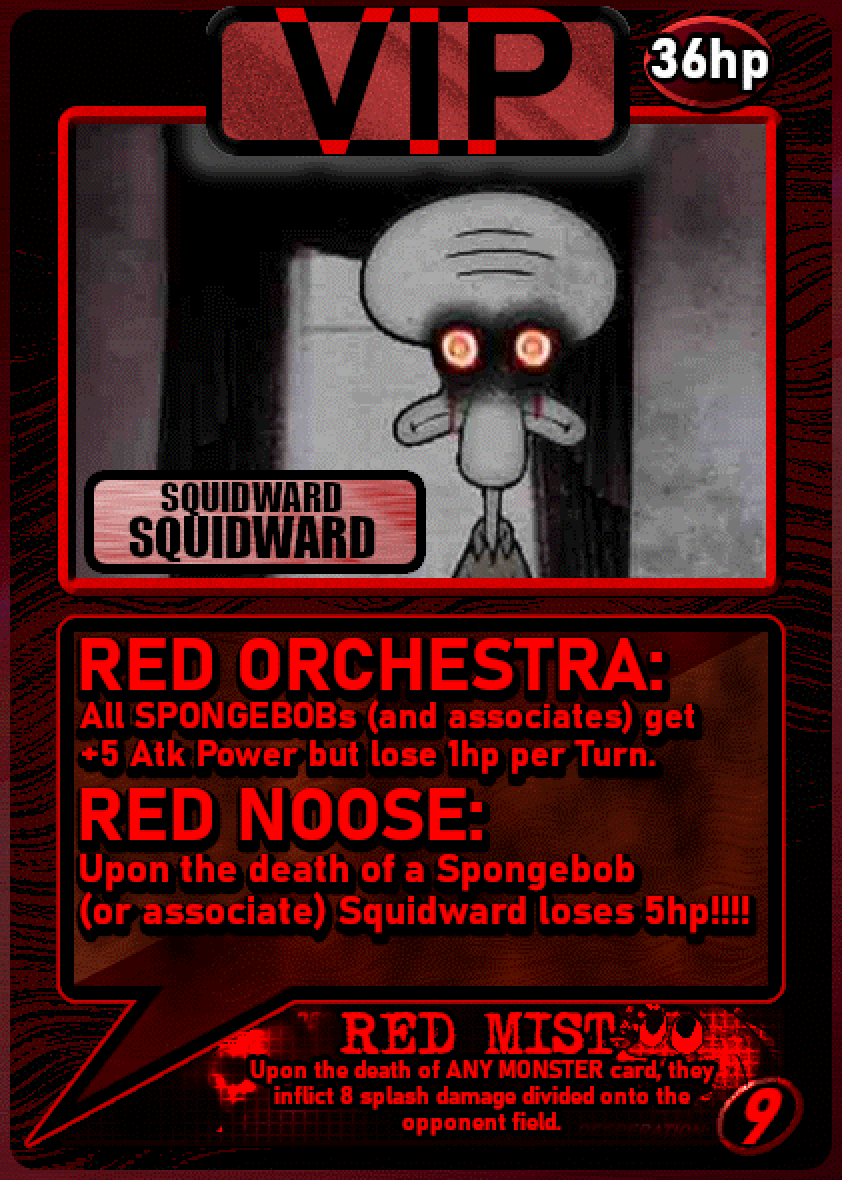 VIP
36hp
SQUIDWARD
SQUIDWARD
RED ORCHESTRA:
All SPONGEBOBs (and associates) get
+5 Atk Power but lose 1hp per Turn.
RED NOOSE:
Upon the death of a Spongebob
(or associate) Squidward loses 5hp!!!!
RED MIST
Upon the death of ANY MONSTER card, they
inflict 8 splash damage divided onto the
opponent field.
9